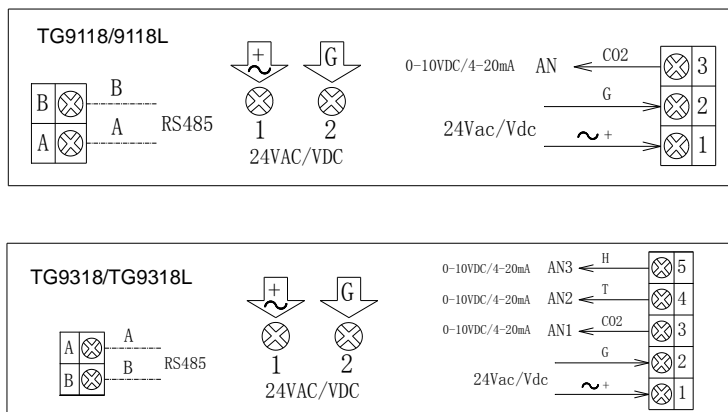 TG9118/9118L
B B
A A
RS485
+ G
~
1 2
24VAC/VDC
0-10VDC/4-20mA AN CO2 3
G 2
24Vac/Vdc ~+ 1
TG9318/TG9318L
A A
B B
RS485
+ G
~
1 2
24VAC/VDC
0-10VDC/4-20mA AN3 H 5
0-10VDC/4-20mA AN2 T 4
0-10VDC/4-20mA AN1 CO2 3
G 2
24Vac/Vdc ~+ 1